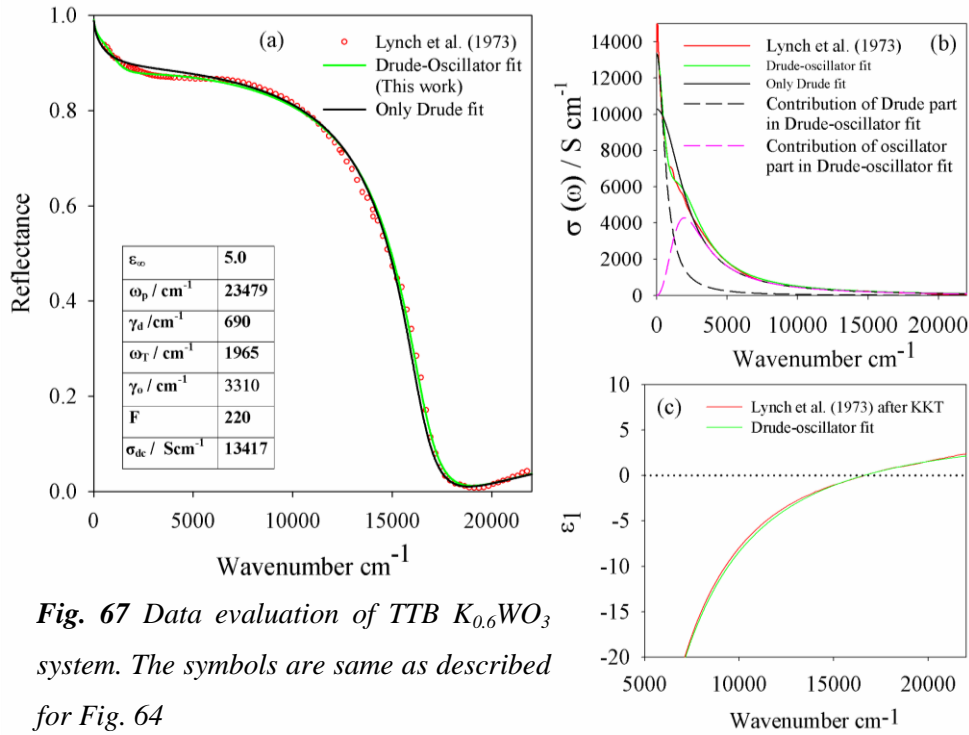 (a)
Lynch et al. (1973)
Drude-Oscillator fit
(This work)
Only Drude fit
Reflectance
1.0
0.8
0.6
0.4
0.2
0.0
ε∞ 5.0
ωp / cm-1 23479
γd /cm-1 690
ωT / cm-1 1965
γo / cm-1 3310
F 220
σdc / Scm-1 13417
0 5000 10000 15000 20000
Wavenumber cm-1
(b)
Lynch et al. (1973)
Drude-oscillator fit
Only Drude fit
Contribution of Drude part
in Drude-oscillator fit
Contribution of oscillator
part in Drude-oscillator fit
σ (ω) / S cm-1
14000
12000
10000
8000
6000
4000
2000
0
0 5000 10000 15000 20000
Wavenumber cm-1
(c)
Lynch et al. (1973) after KKT
Drude-oscillator fit
ε1
10
5
0
-5
-10
-15
-20
5000 10000 15000 20000
Wavenumber cm-1
Fig. 67 Data evaluation of TTB K0.6WO3
system. The symbols are same as described
for Fig. 64